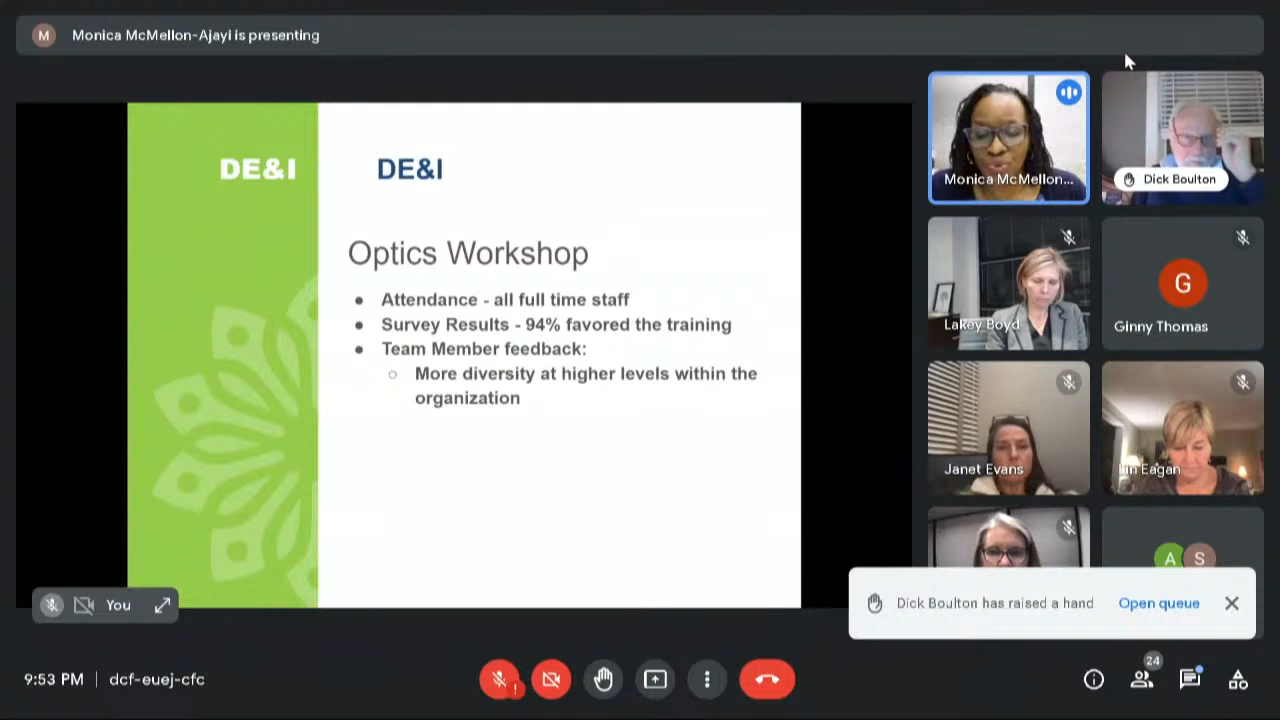 M Monica McMellon-Ajayi is presenting
DE&I
DE&I
Optics Workshop
• Attendance - all full time staff
• Survey Results - 94% favored the training
• Team Member feedback:
○ More diversity at higher levels within the
organization
Monica McMellon...
Dick Boulton
Lakey Boyd
G
Ginny Thomas
Janet Evans
Lin Eagan
A S
You
Dick Boulton has raised a hand Open queue
9:53 PM | dcf-euej-cfc
!
24